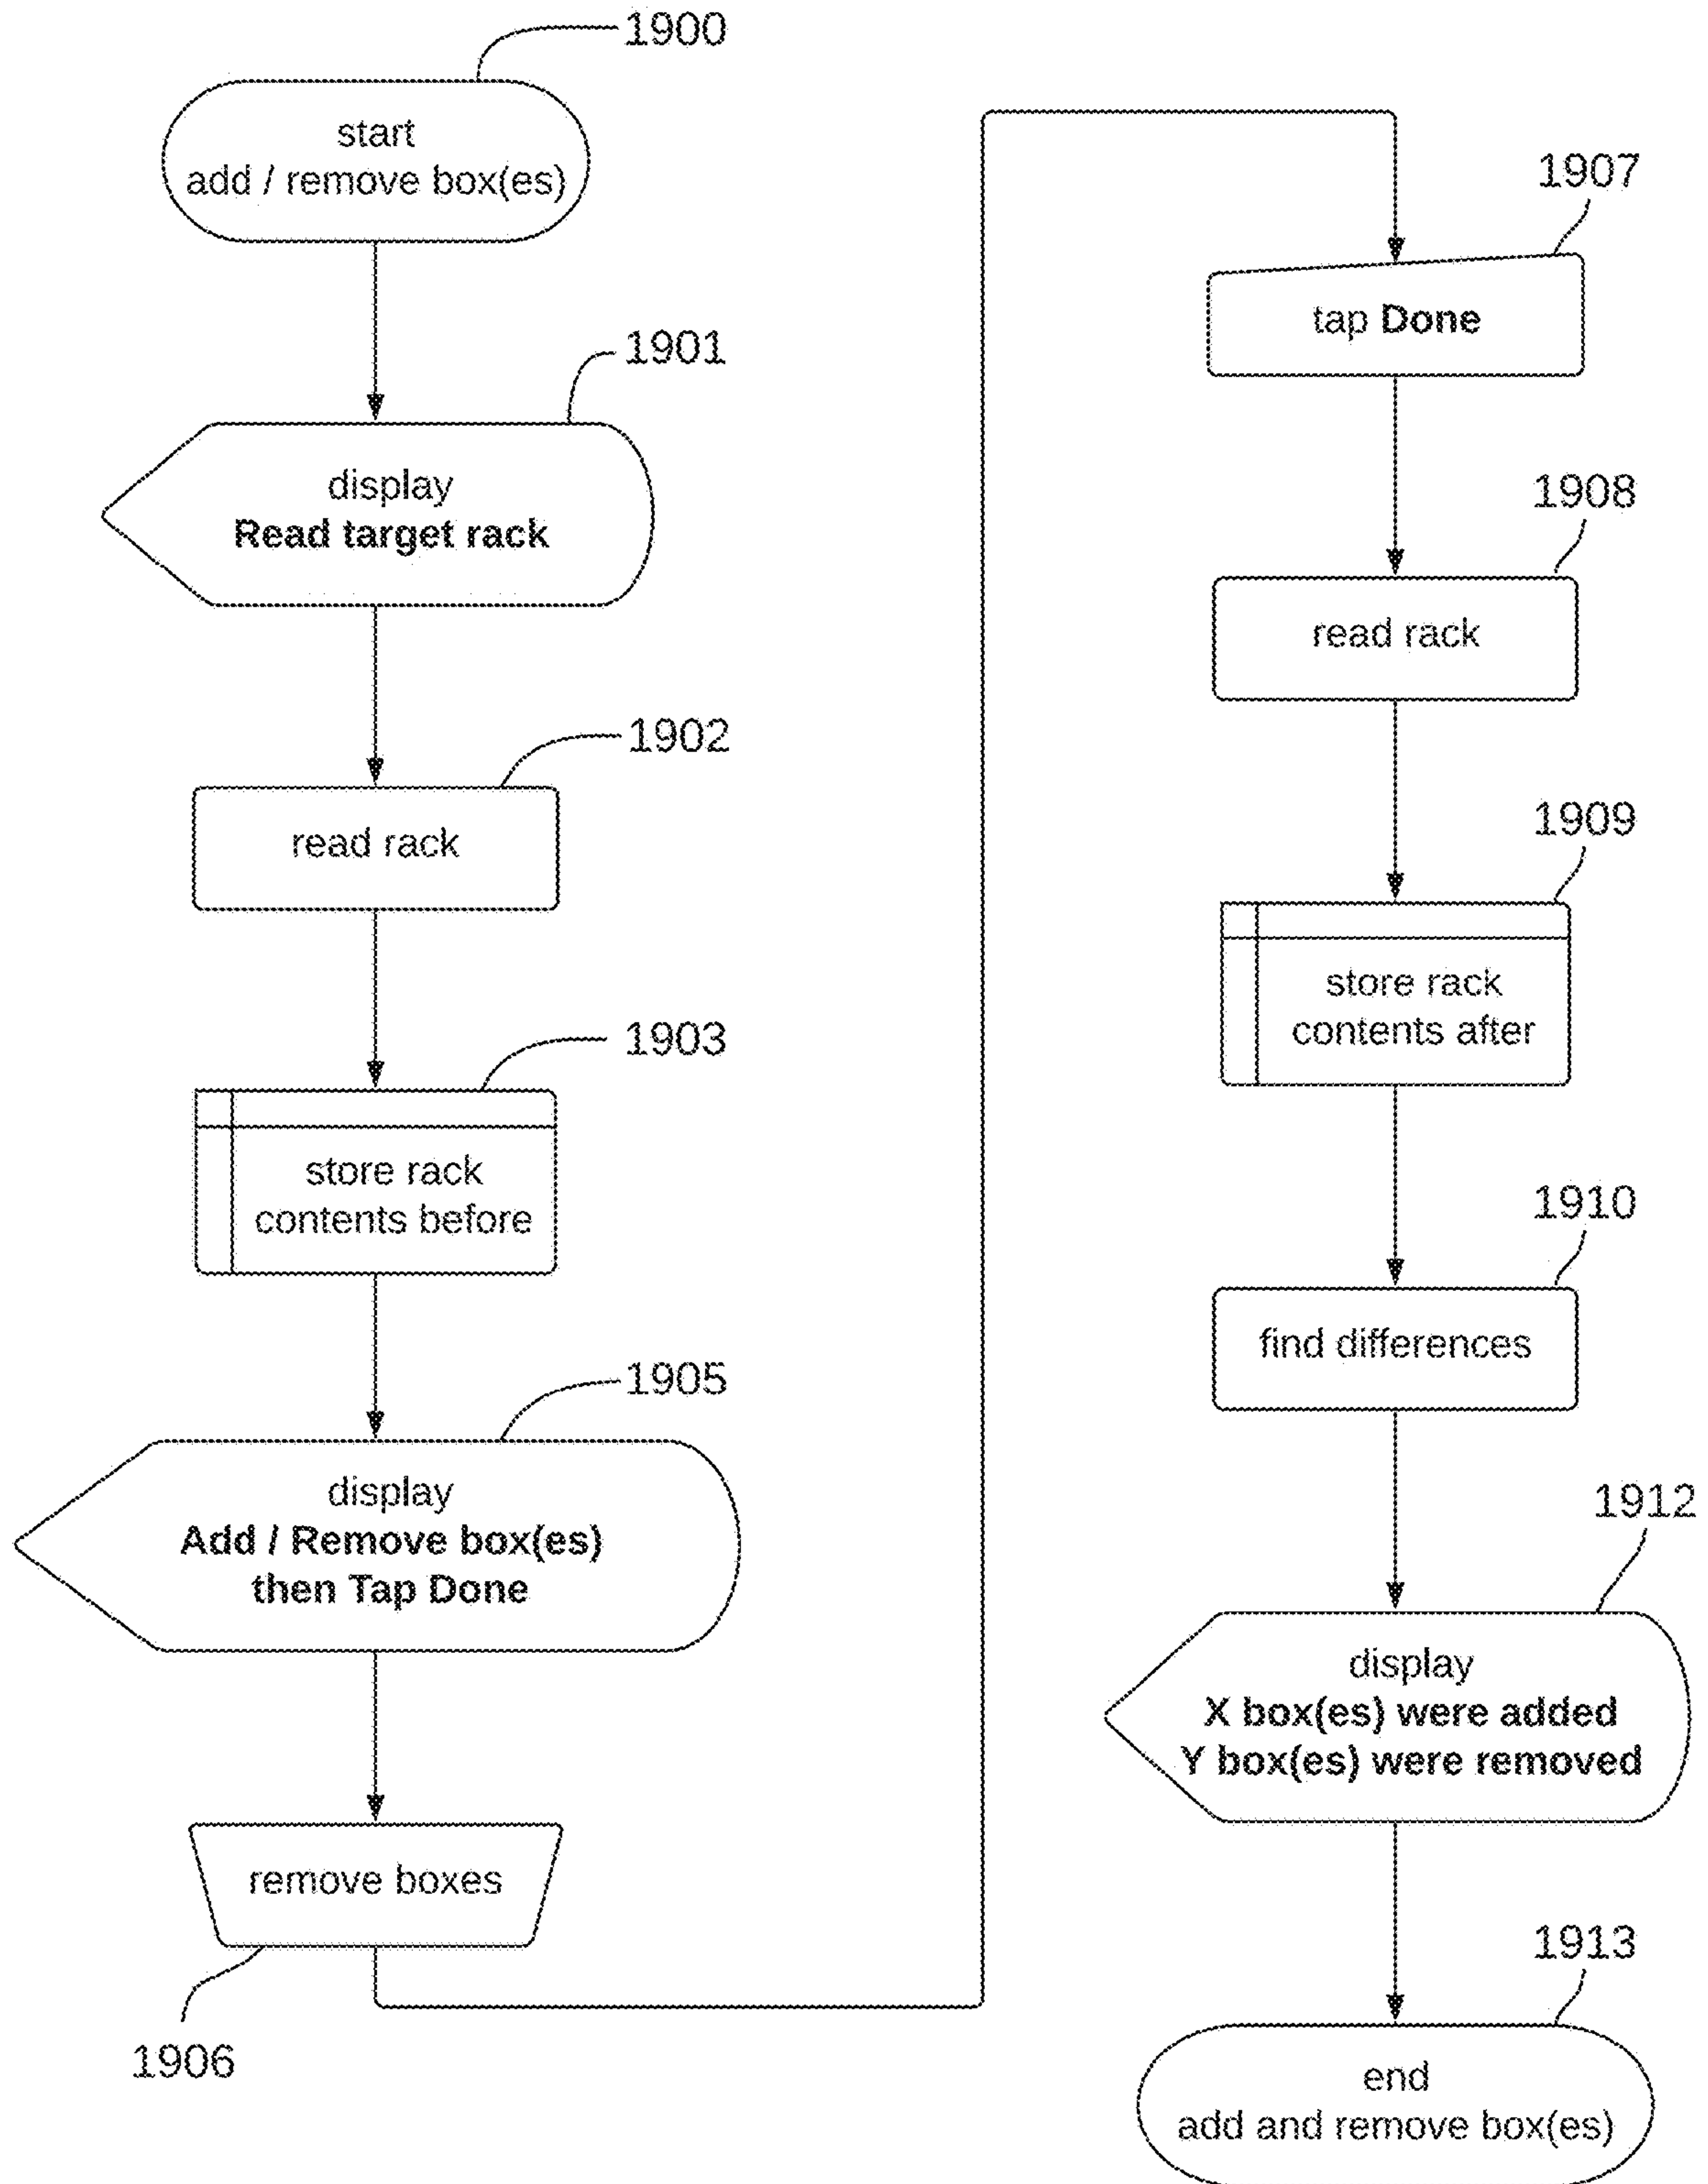 1900
start
add / remove box(es)
1901
display
Read target rack
1902
read rack
1903
store rack
contents before
1905
display
Add / Remove box(es)
then Tap Done
remove boxes
1906
1907
tap Done
1908
read rack
1909
store rack
contents after
1910
find differences
1912
display
X box(es) were added
Y box(es) were removed
1913
end
add and remove box(es)